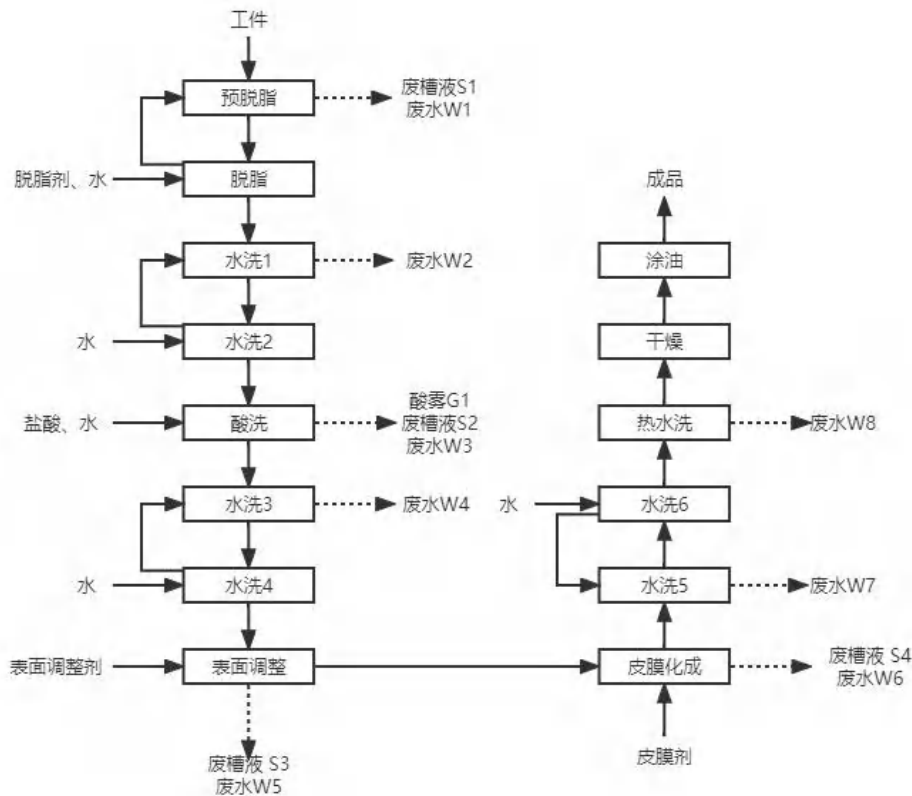 工件
预脱脂
废槽液S1
废水W1
脱脂剂、水
脱脂
水洗1
废水W2
水
水洗2
盐酸、水
酸洗
酸雾G1
废槽液S2
废水W3
水洗3
废水W4
水
水洗4
表面调整剂
表面调整
废槽液 S3
废水W5
成品
涂油
干燥
热水洗
废水W8
水
水洗6
水洗5
废水W7
皮膜化成
废槽液 S4
废水W6
皮膜剂